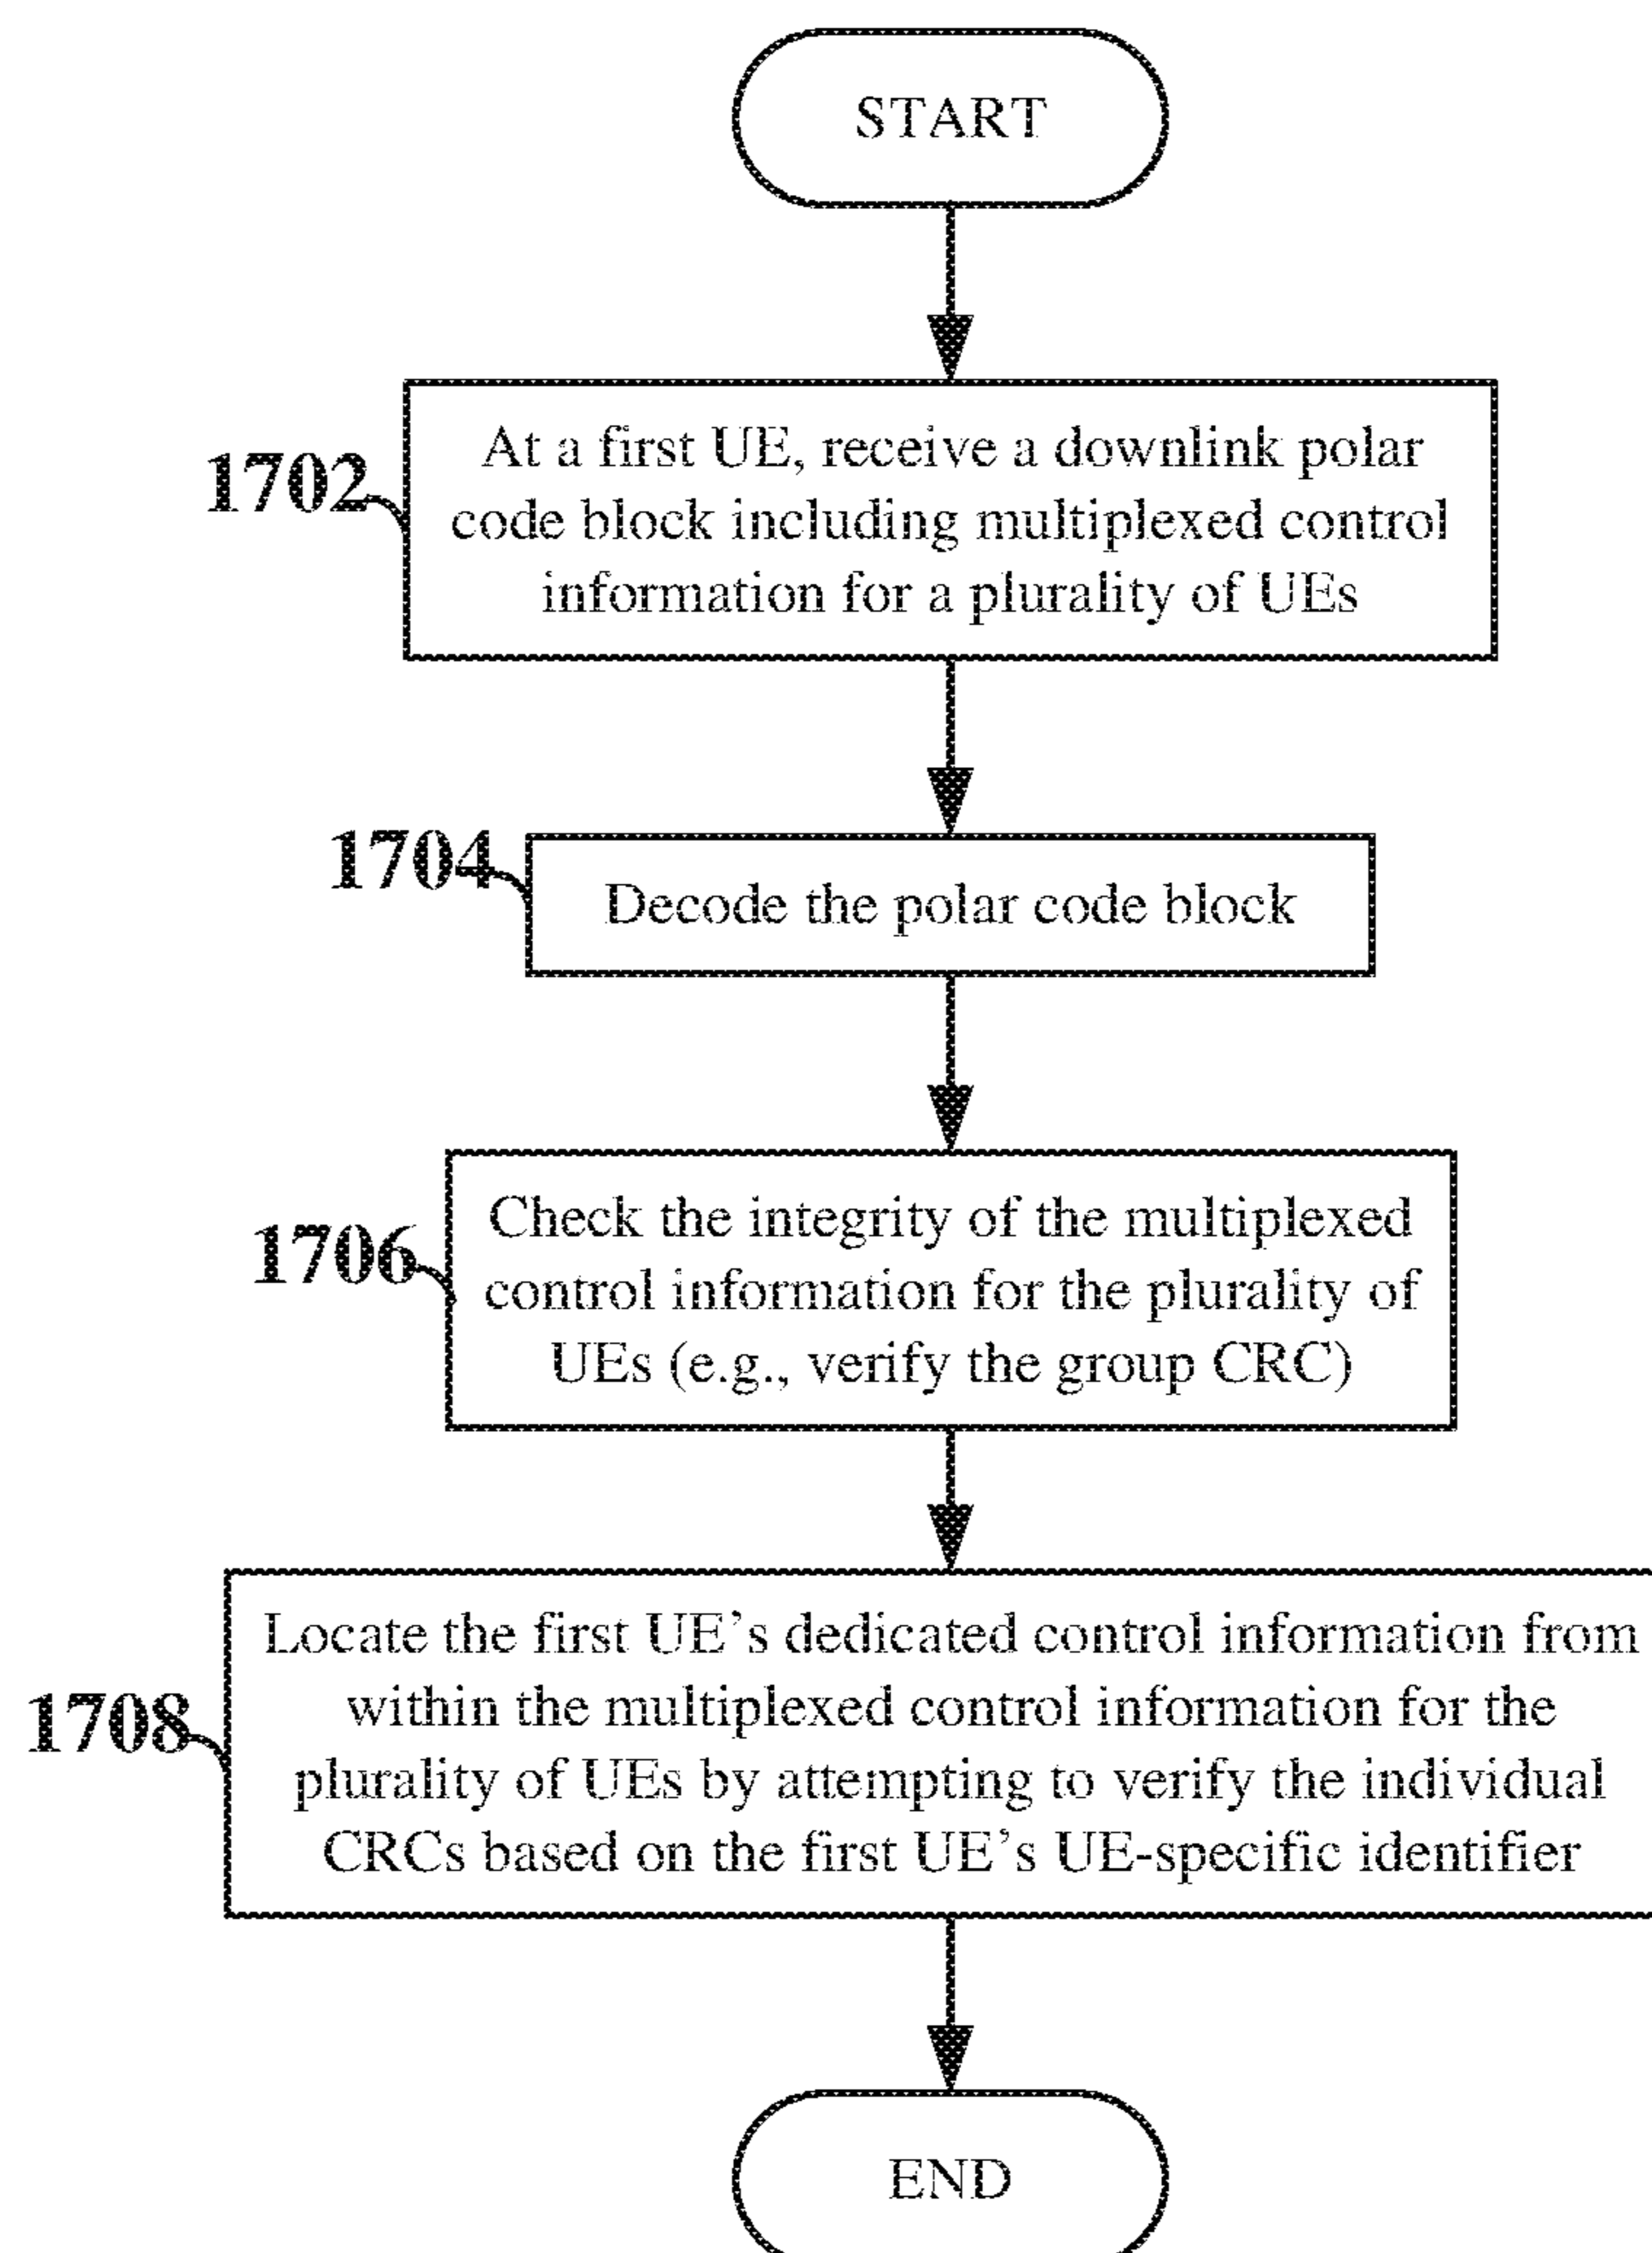 START
1702
At a first UE, receive a downlink polar
code block including multiplexed control
information for a plurality of UEs
1704
Decode the polar code block
1706
Check the integrity of the multiplexed
control information for the plurality of
UEs (e.g., verify the group CRC)
1708
Locate the first UE’s dedicated control information from
within the multiplexed control information for the
plurality of UEs by attempting to verify the individual
CRCs based on the first UE’s UE-specific identifier
END